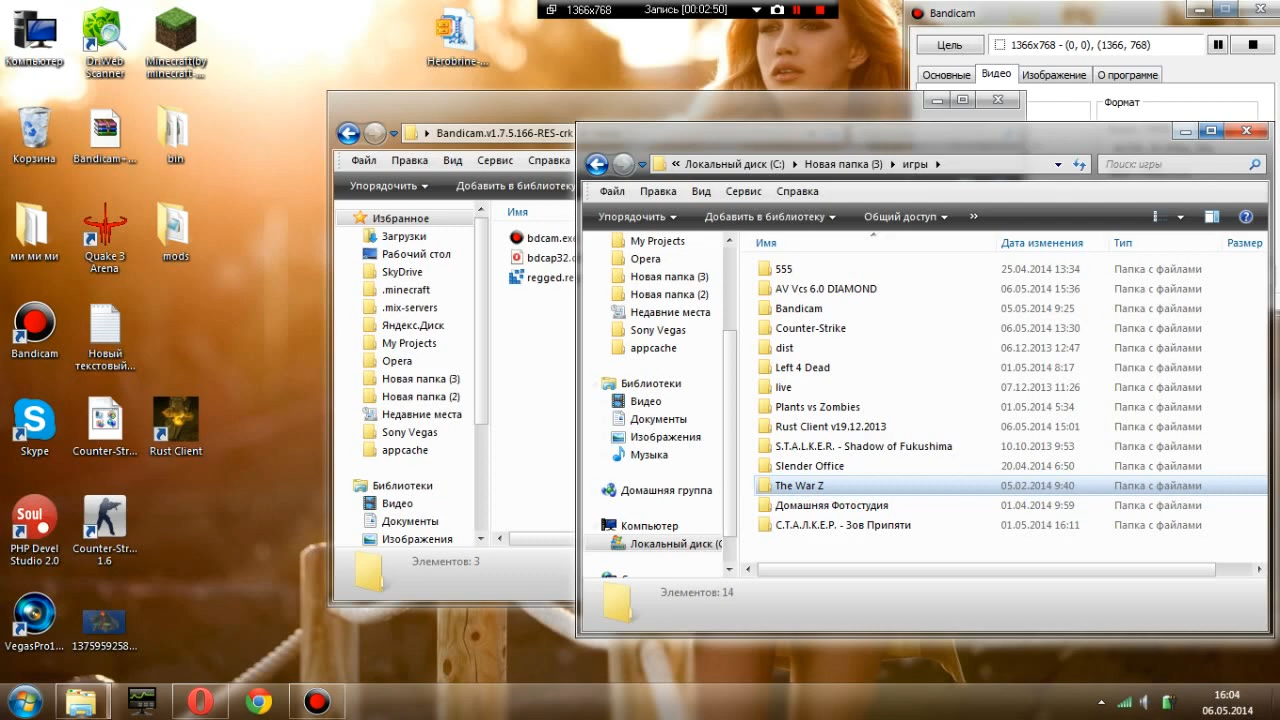 1366x768 Запись [00:02:50]
Bandicam
Цель
1366x768 - (0, 0), (1366, 768)
Основные Видео Изображение О программе
Формат
Компьютер
Dr.Web Scanner
Minecraft(by minecraft-...
Herobrine-...
Корзина
Bandicam-...
bin
ми ми ми
Quake 3 Arena
mods
Bandicam
Новый текстовый...
Skype
Counter-Str...
Rust Client
Soul
PHP Devel Studio 2.0
Counter-Str... 1.6
VegasPro1...
1375959258...
Bandicam.v1.7.5.166-RES-crk
Файл Правка Вид Сервис Справка
Упорядочить Добавить в библиотеку
Избранное
Загрузки
Рабочий стол
SkyDrive
.minecraft
.mix-servers
Яндекс.Диск
My Projects
Opera
Новая папка (3)
Новая папка (2)
Недавние места
Sony Vegas
appcache
Библиотеки
Видео
Документы
Изображения
Имя
bdcam.exe
bdcap32.
regged.re
Элементов: 3
« Локальный диск (C:) Новая папка (3) игры
Поиск: игры
Файл Правка Вид Сервис Справка
Упорядочить Добавить в библиотеку Общий доступ »
My Projects
Opera
Новая папка (3)
Новая папка (2)
Недавние места
Sony Vegas
appcache
Библиотеки
Видео
Документы
Изображения
Музыка
Домашняя группа
Компьютер
Локальный диск (C
Имя Дата изменения Тип Размер
555 25.04.2014 13:34 Папка с файлами
AV Vcs 6.0 DIAMOND 06.05.2014 15:36 Папка с файлами
Bandicam 05.05.2014 9:25 Папка с файлами
Counter-Strike 06.05.2014 13:30 Папка с файлами
dist 06.12.2013 12:47 Папка с файлами
Left 4 Dead 01.05.2014 8:17 Папка с файлами
live 07.12.2013 11:26 Папка с файлами
Plants vs Zombies 01.05.2014 5:34 Папка с файлами
Rust Client v19.12.2013 06.05.2014 15:01 Папка с файлами
S.T.A.L.K.E.R. - Shadow of Fukushima 10.10.2013 9:53 Папка с файлами
Slender Office 20.04.2014 6:50 Папка с файлами
The War Z 05.02.2014 9:40 Папка с файлами
Домашняя Фотостудия 01.04.2014 9:59 Папка с файлами
С.Т.А.Л.К.Е.Р. - Зов Припяти 01.05.2014 16:11 Папка с файлами
Элементов: 14
16:04
06.05.2014